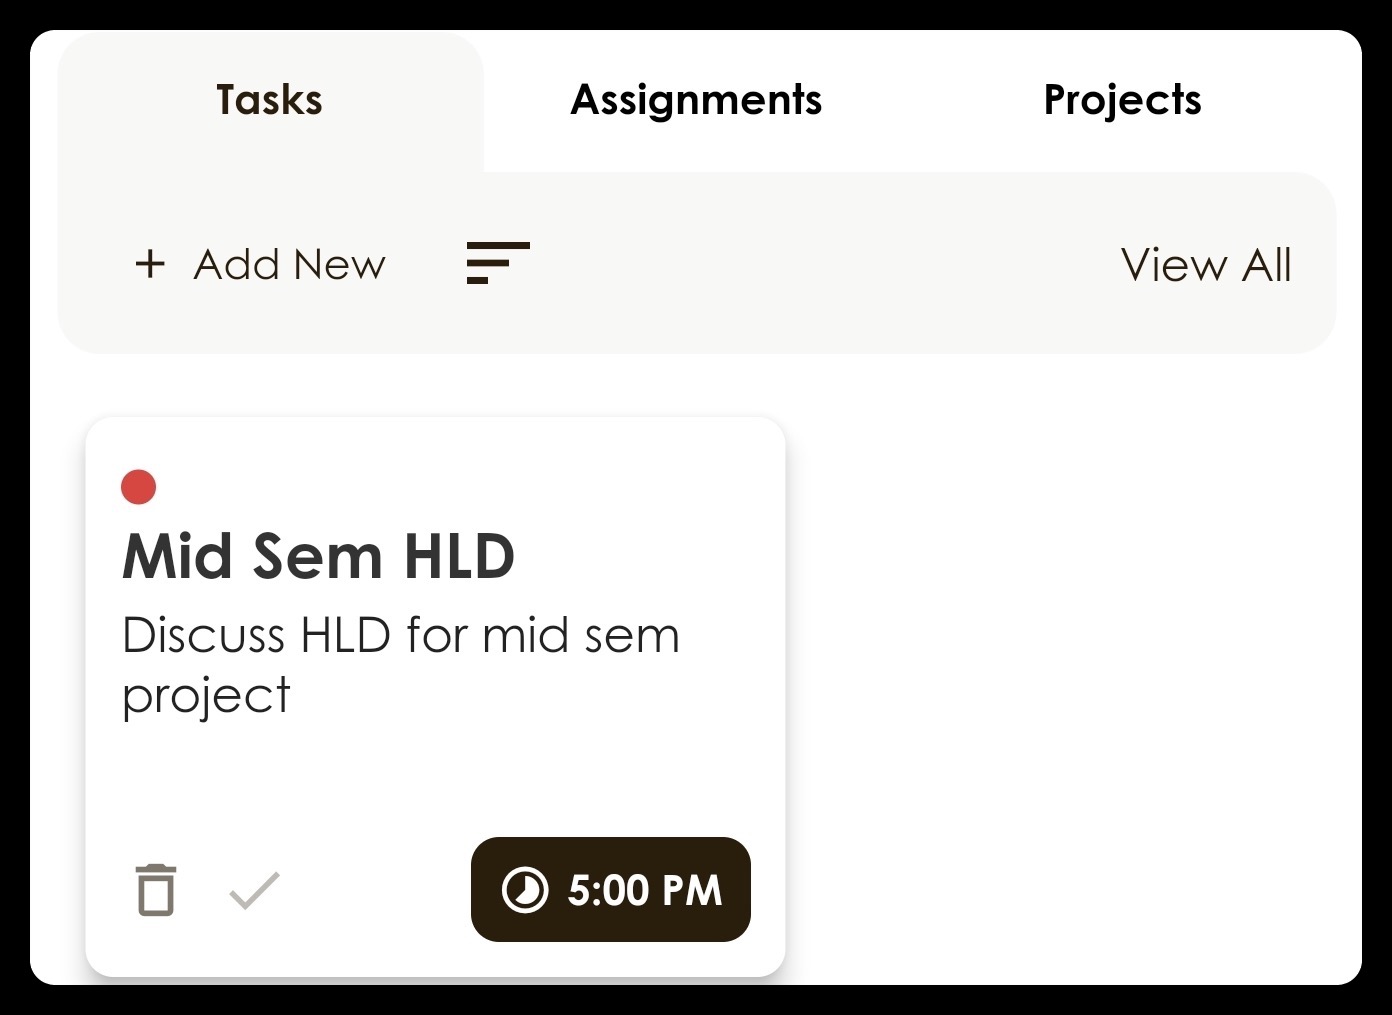 Tasks Assignments Projects
+ Add New View All
Mid Sem HLD
Discuss HLD for mid sem
project
5:00 PM